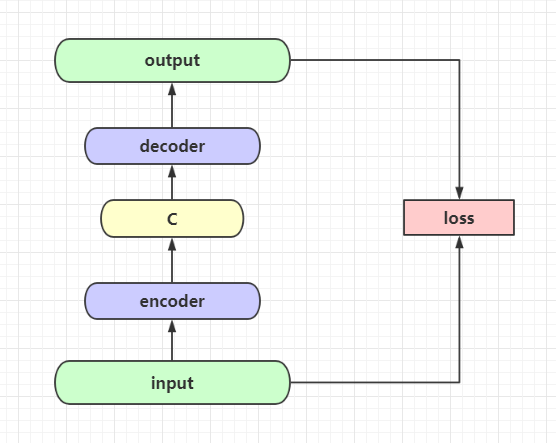 output
decoder
C
loss
encoder
input